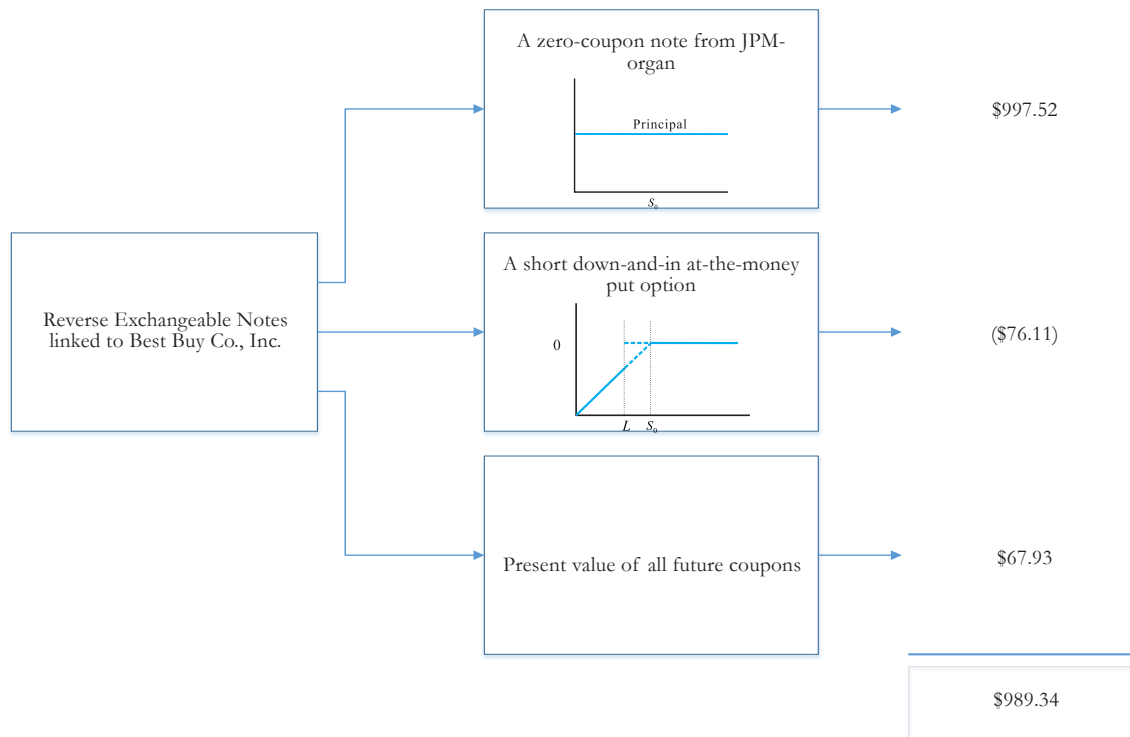 A zero-coupon note from JPM-
organ
Principal
S₀
$997.52
Reverse Exchangeable Notes
linked to Best Buy Co., Inc.
A short down-and-in at-the-money
put option
0
L S₀
($76.11)
Present value of all future coupons
$67.93
$989.34